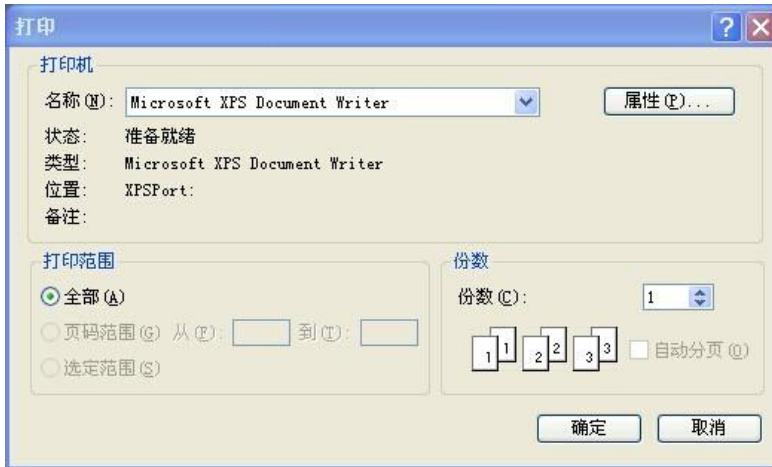 打印
打印机
名称(N): Microsoft XPS Document Writer 属性(P)...
状态: 准备就绪
类型: Microsoft XPS Document Writer
位置: XPSPort:
备注:
打印范围
全部(A)
页码范围(G) 从(F): 到(T):
选定范围(S)
份数
份数(C): 1
1 1 2 2 3 3 自动分页(O)
确定 取消